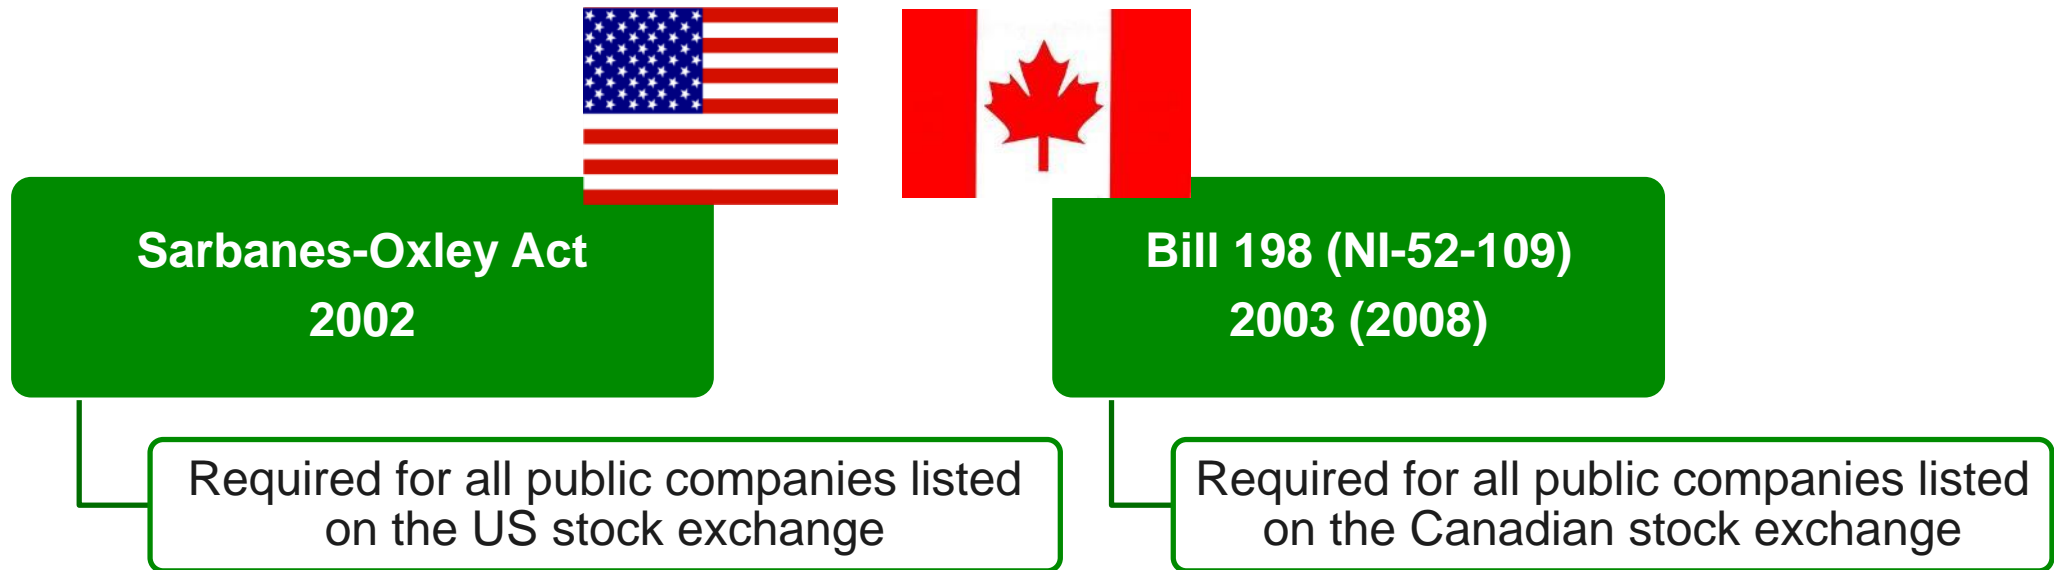 Sarbanes-Oxley Act
2002
Required for all public companies listed
on the US stock exchange
Bill 198 (NI-52-109)
2003 (2008)
Required for all public companies listed
on the Canadian stock exchange